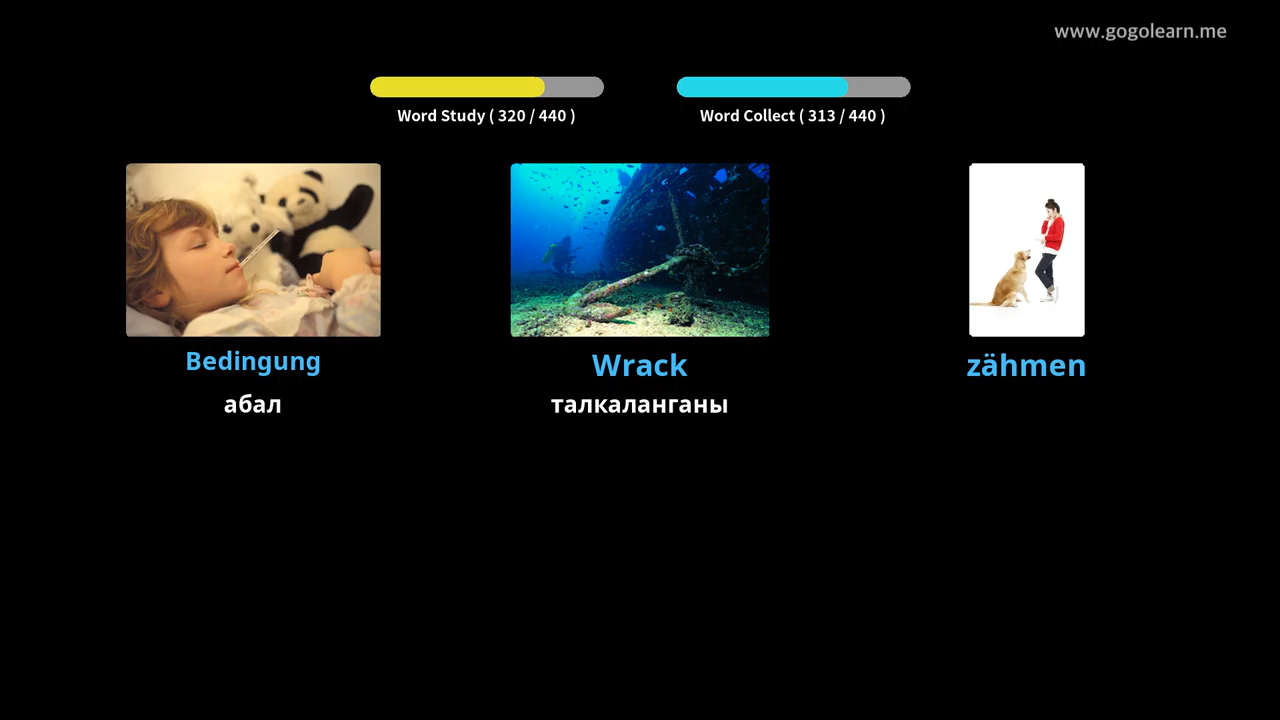 www.gogolearn.me
Word Study ( 320 / 440 )
Word Collect ( 313 / 440 )
Bedingung
Wrack
zähmen
абал
талкаланганы